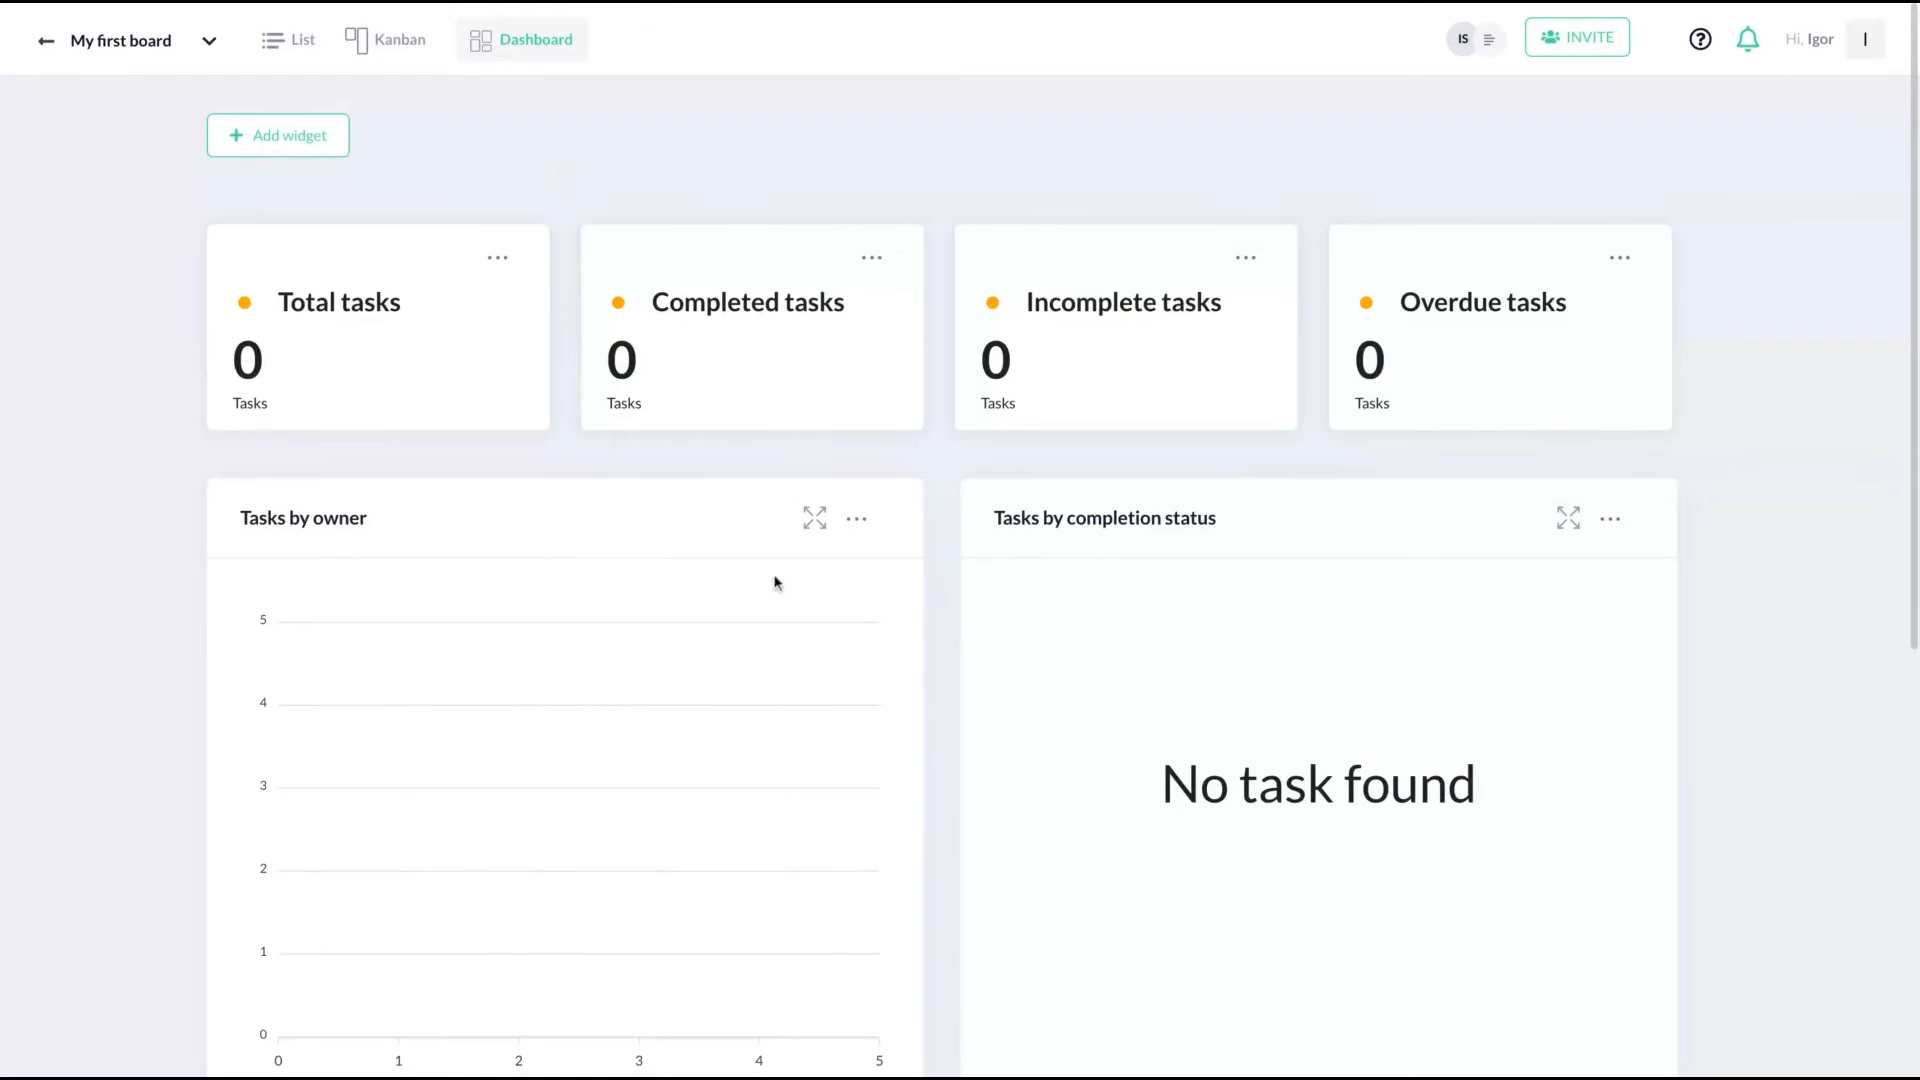 My first board
List
Kanban
Dashboard
IS
INVITE
Hi, Igor
I
+ Add widget
Total tasks
0
Tasks
Completed tasks
0
Tasks
Incomplete tasks
0
Tasks
Overdue tasks
0
Tasks
Tasks by owner
5
4
3
2
1
0
0 1 2 3 4 5
Tasks by completion status
No task found